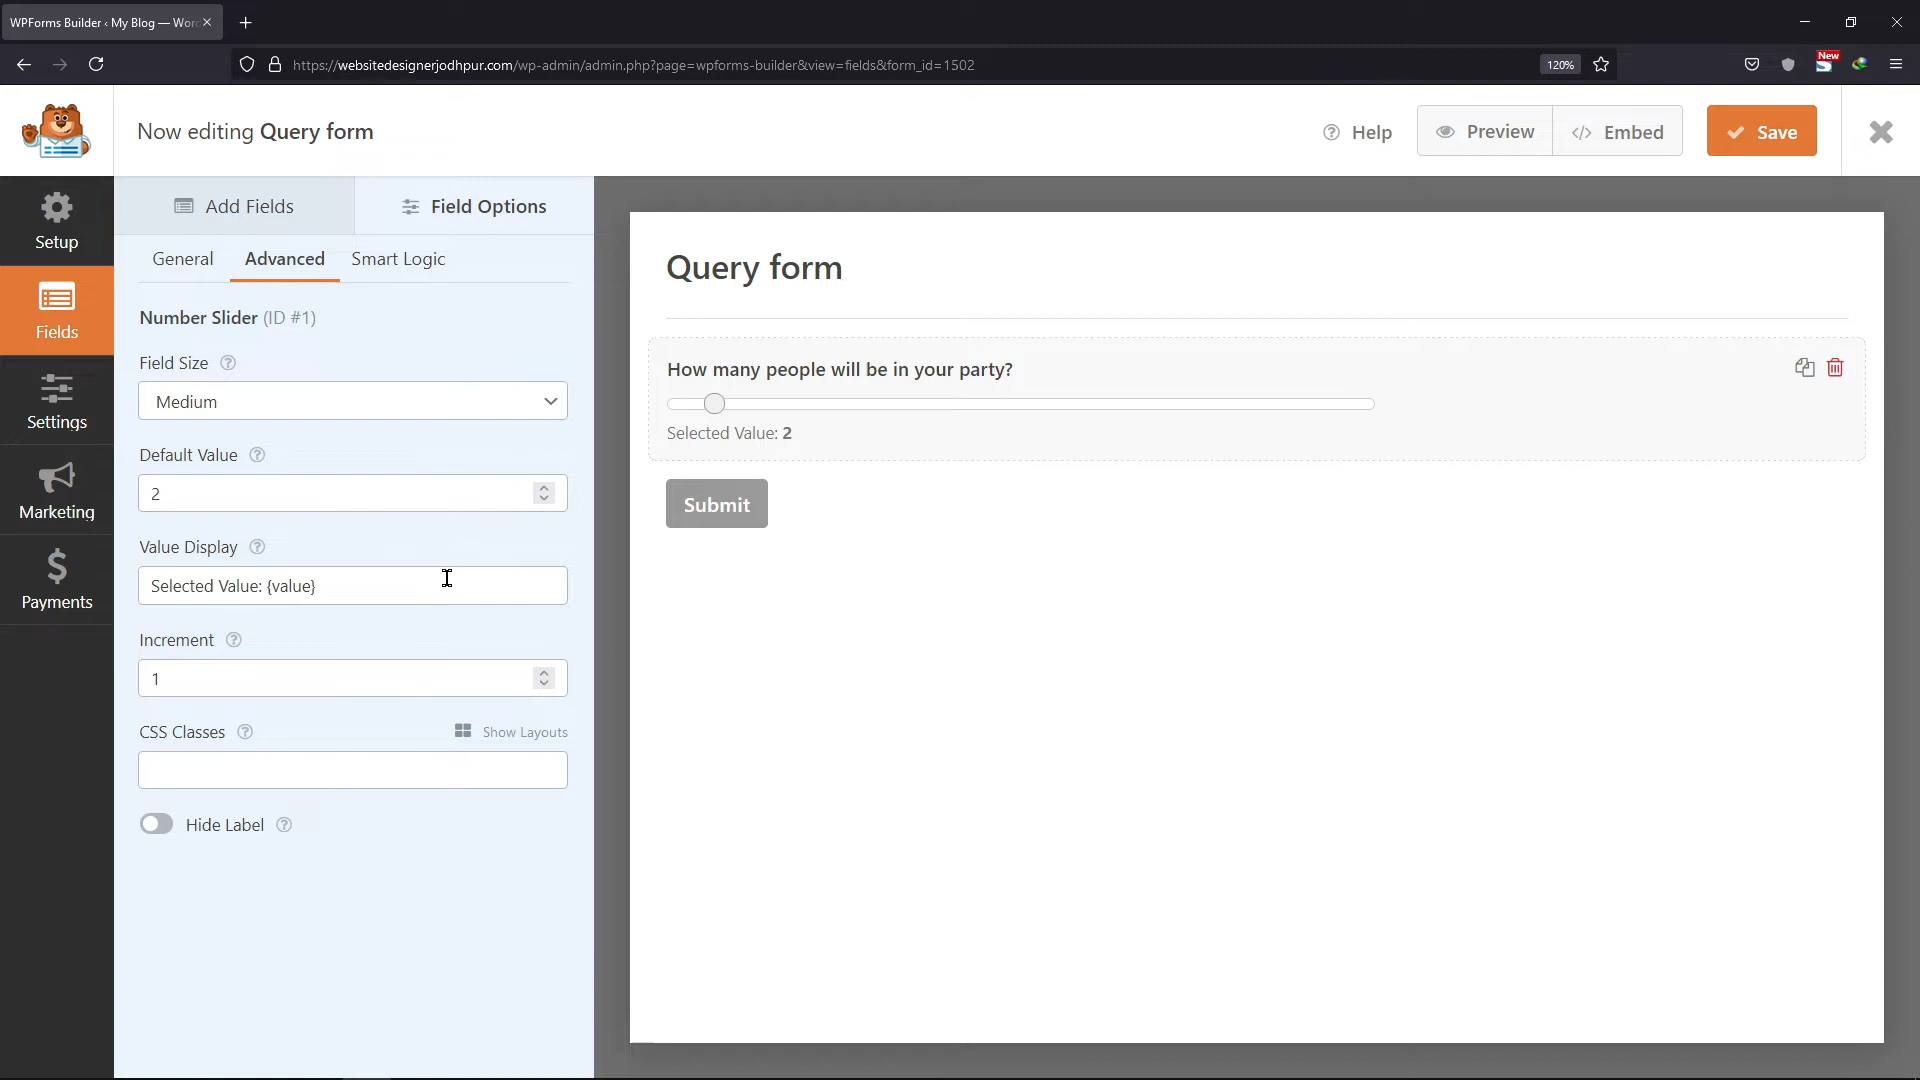 WPForms Builder ‹ My Blog — Wor
https://websitedesignerjodhpur.com/wp-admin/admin.php?page=wpforms-builder&view=fields&form_id=1502
120%
New
Now editing Query form
Help
Preview
Embed
Save
Setup
Fields
Settings
Marketing
Payments
Add Fields
Field Options
General
Advanced
Smart Logic
Number Slider (ID #1)
Field Size
Medium
Default Value
2
Value Display
Selected Value: {value}
Increment
1
CSS Classes
Show Layouts
Hide Label
Query form
How many people will be in your party?
Selected Value: 2
Submit